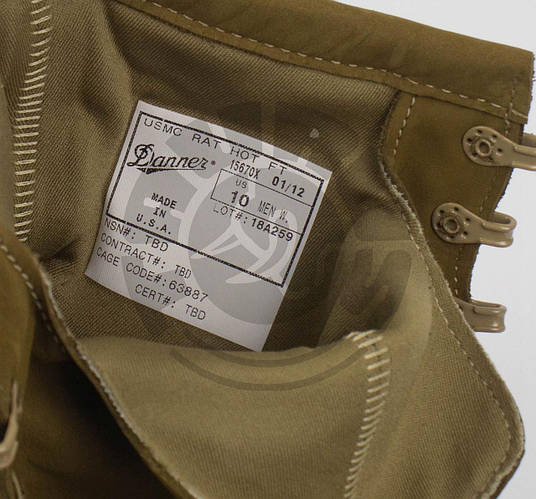 USMC RAT HOT FT
Danner 15670X 01/12
US
10 MEN W.
MADE IN U.S.A.
LOT#:18A259
NSN#: TBD
CONTRACT#: TBD
CAGE CODE#:63887
CERT#: TBD